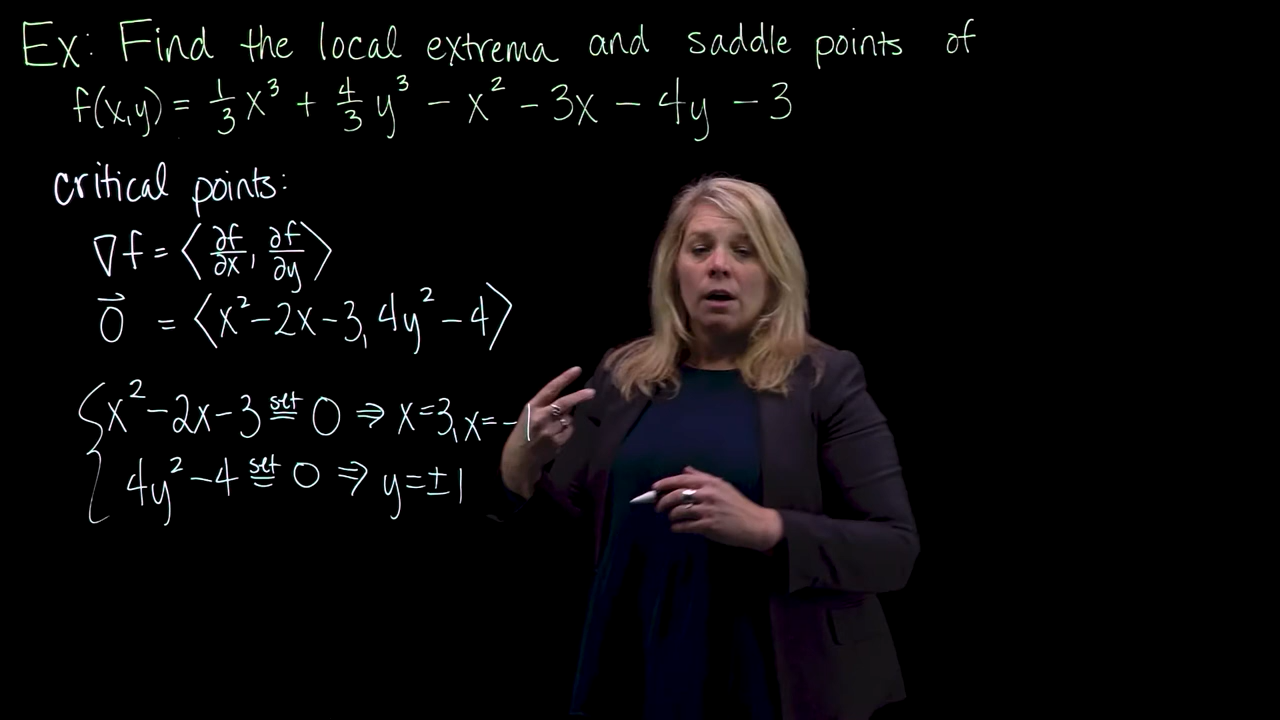 Ex: Find the local extrema and saddle points of
f(x,y) = 1/3 x³ + 4/3 y³ − x² − 3x − 4y − 3
critical points:
∇f = ⟨∂f/∂x, ∂f/∂y⟩
0⃗ = ⟨x² − 2x − 3, 4y² − 4⟩
{ x² − 2x − 3 set = 0 ⇒ x = 3, x = −1
4y² − 4 set = 0 ⇒ y = ±1